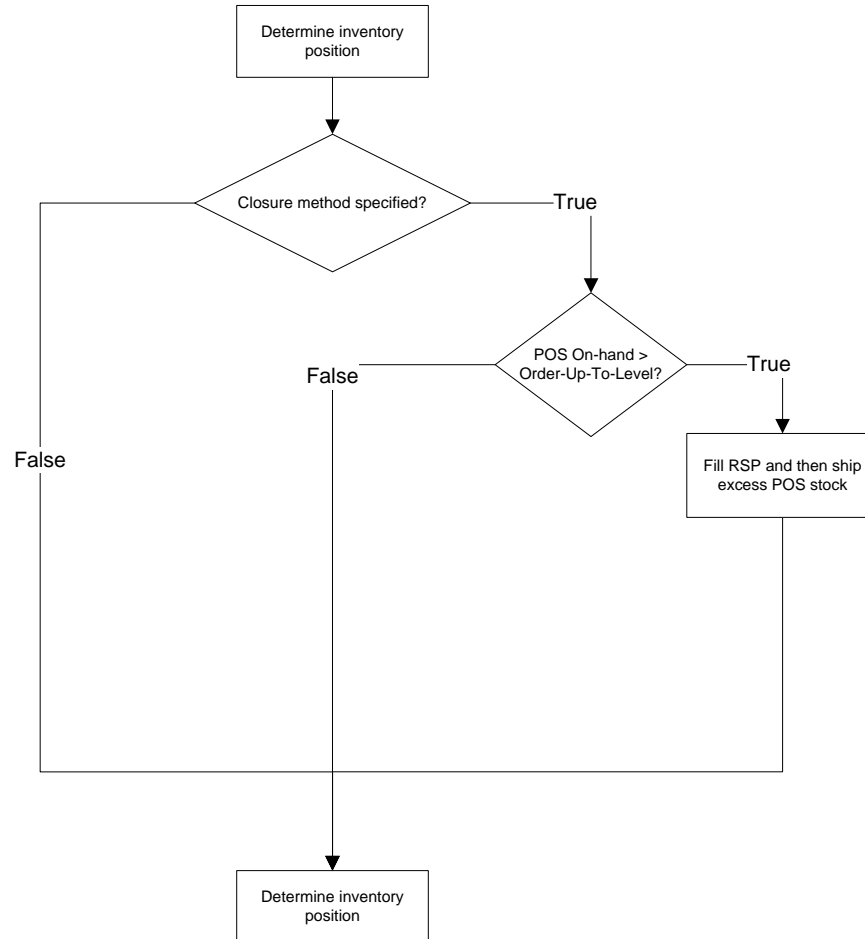 Determine inventory
position
Closure method specified?
True
POS On-hand >
Order-Up-To-Level?
False
True
False
Fill RSP and then ship
excess POS stock
Determine inventory
position